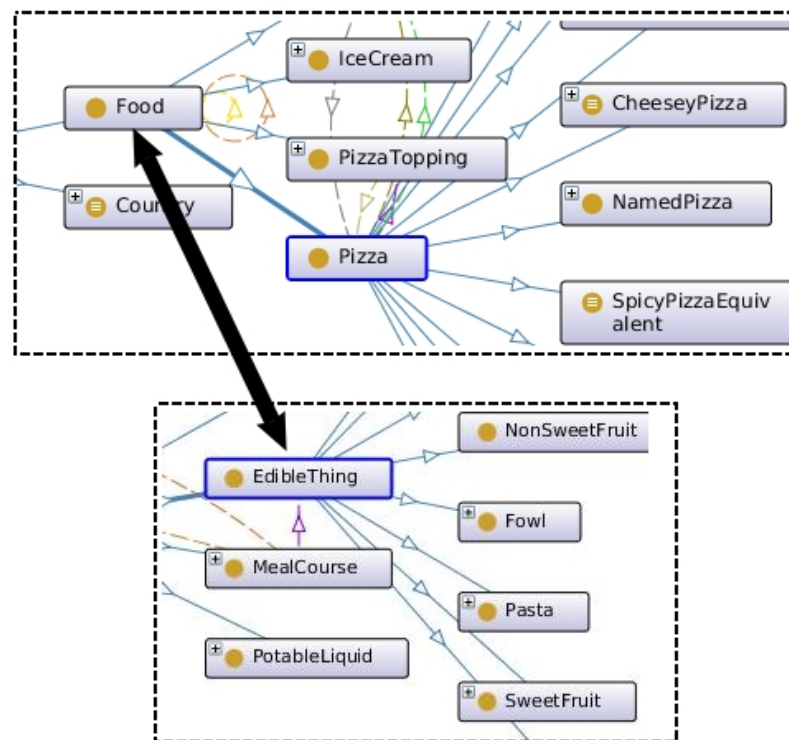 IceCream
Food
CheeseyPizza
PizzaTopping
Country
NamedPizza
Pizza
SpicyPizzaEquiv
alent
NonSweetFruit
EdibleThing
Fowl
MealCourse
Pasta
PotableLiquid
SweetFruit